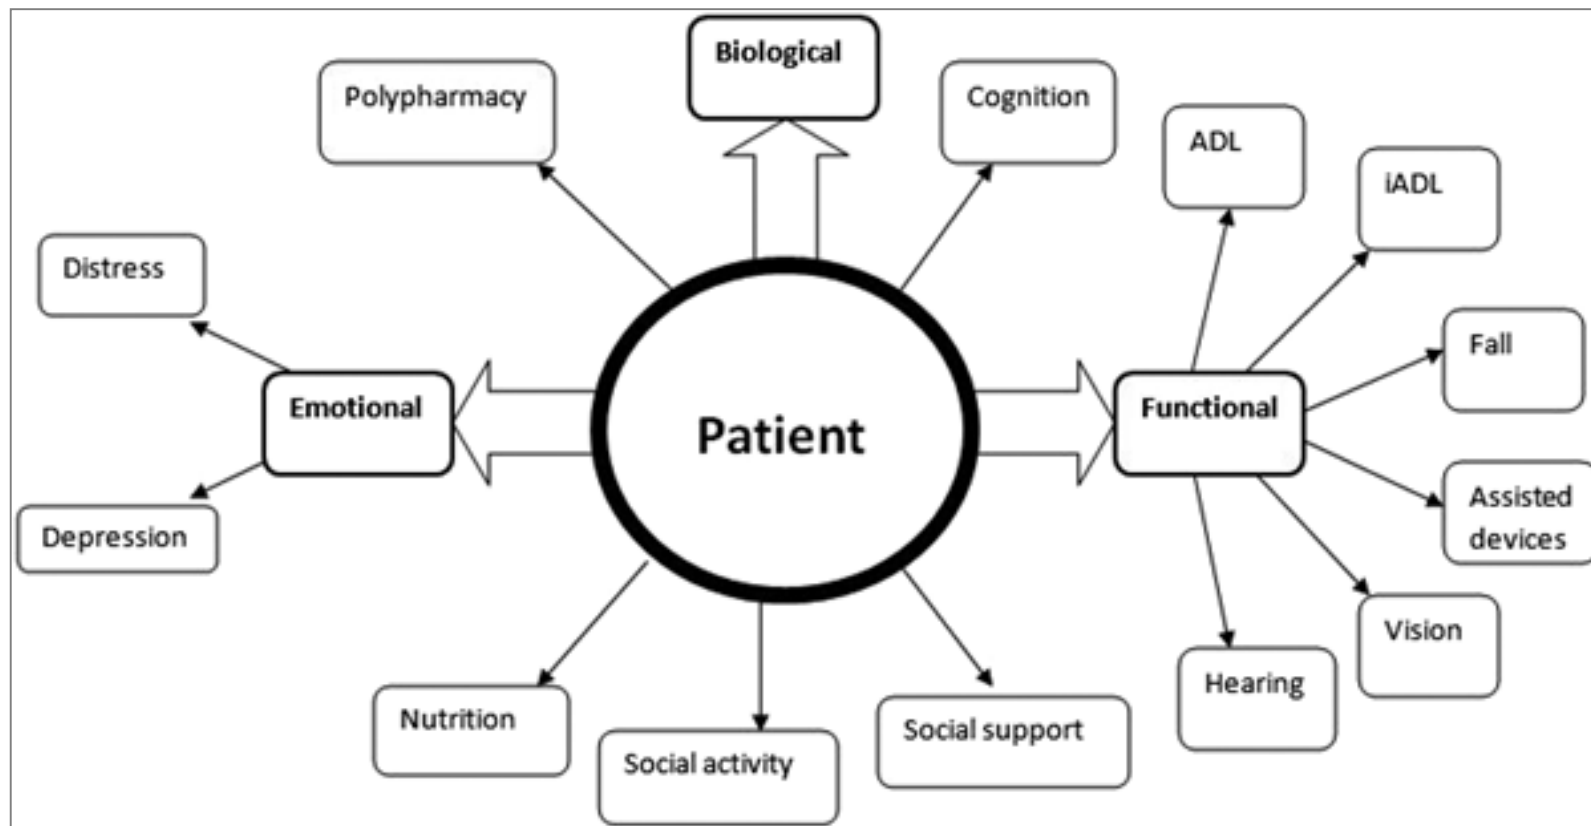 Biological
Polypharmacy
Cognition
ADL
iADL
Distress
Fall
Emotional
Patient
Functional
Assisted
devices
Depression
Vision
Hearing
Nutrition
Social activity
Social support